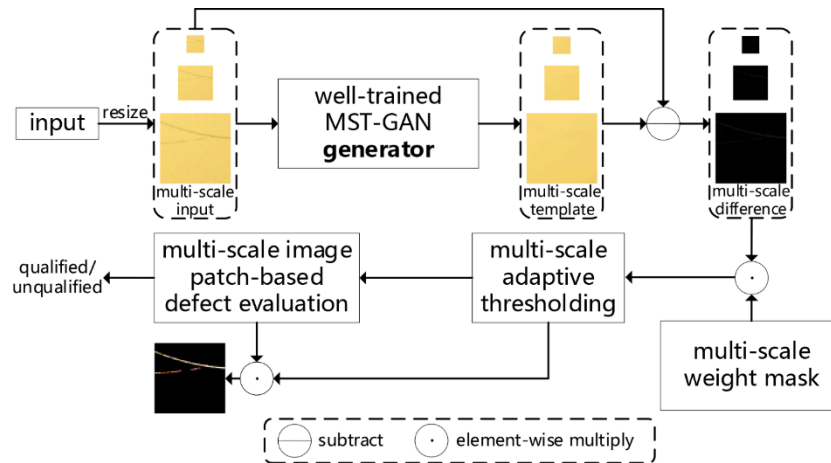 input
resize
multi-scale
input
well-trained
MST-GAN
generator
multi-scale
template
multi-scale
difference
qualified/
unqualified
multi-scale image
patch-based
defect evaluation
multi-scale
adaptive
thresholding
multi-scale
weight mask
subtract
element-wise multiply